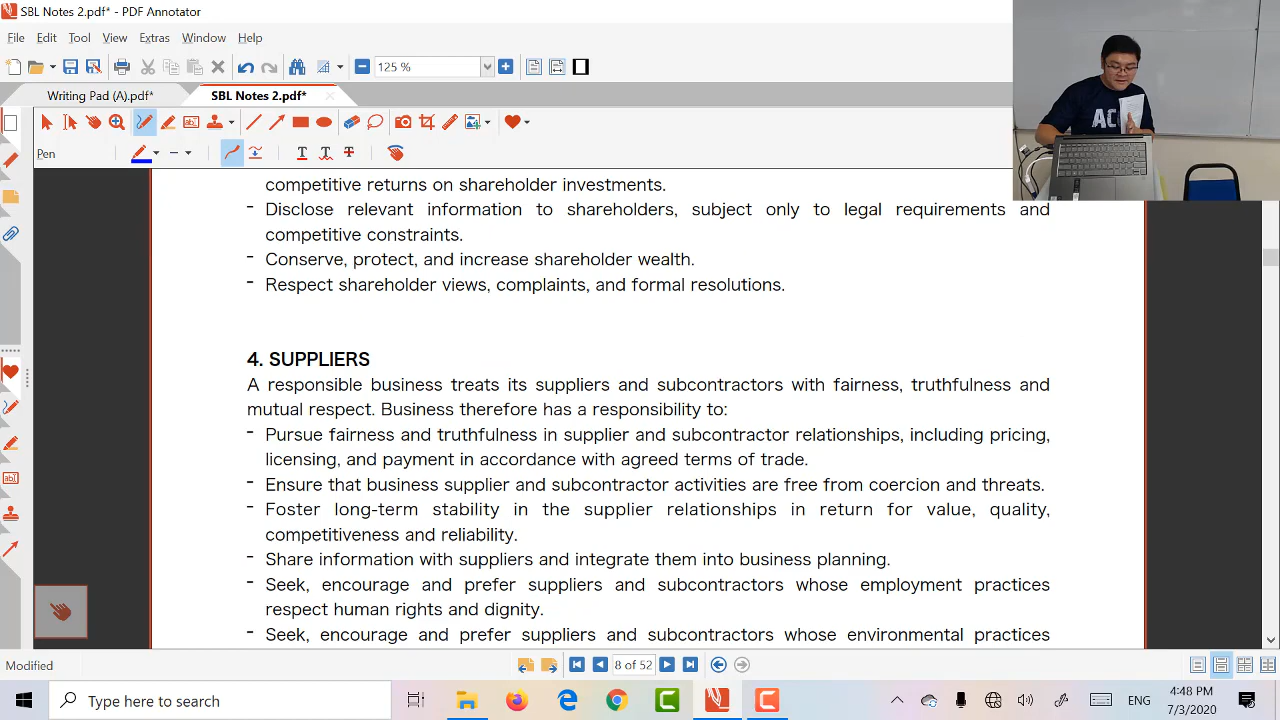 SBL Notes 2.pdf* - PDF Annotator
File Edit Tool View Extras Window Help
125 %
Writing Pad (A).pdf* SBL Notes 2.pdf*
Pen
competitive returns on shareholder investments.
- Disclose relevant information to shareholders, subject only to legal requirements and
competitive constraints.
- Conserve, protect, and increase shareholder wealth.
- Respect shareholder views, complaints, and formal resolutions.
4. SUPPLIERS
A responsible business treats its suppliers and subcontractors with fairness, truthfulness and
mutual respect. Business therefore has a responsibility to:
- Pursue fairness and truthfulness in supplier and subcontractor relationships, including pricing,
licensing, and payment in accordance with agreed terms of trade.
- Ensure that business supplier and subcontractor activities are free from coercion and threats.
- Foster long-term stability in the supplier relationships in return for value, quality,
competitiveness and reliability.
- Share information with suppliers and integrate them into business planning.
- Seek, encourage and prefer suppliers and subcontractors whose employment practices
respect human rights and dignity.
- Seek, encourage and prefer suppliers and subcontractors whose environmental practices
Modified
8 of 52
Type here to search
ENG
4:48 PM
7/3/2020